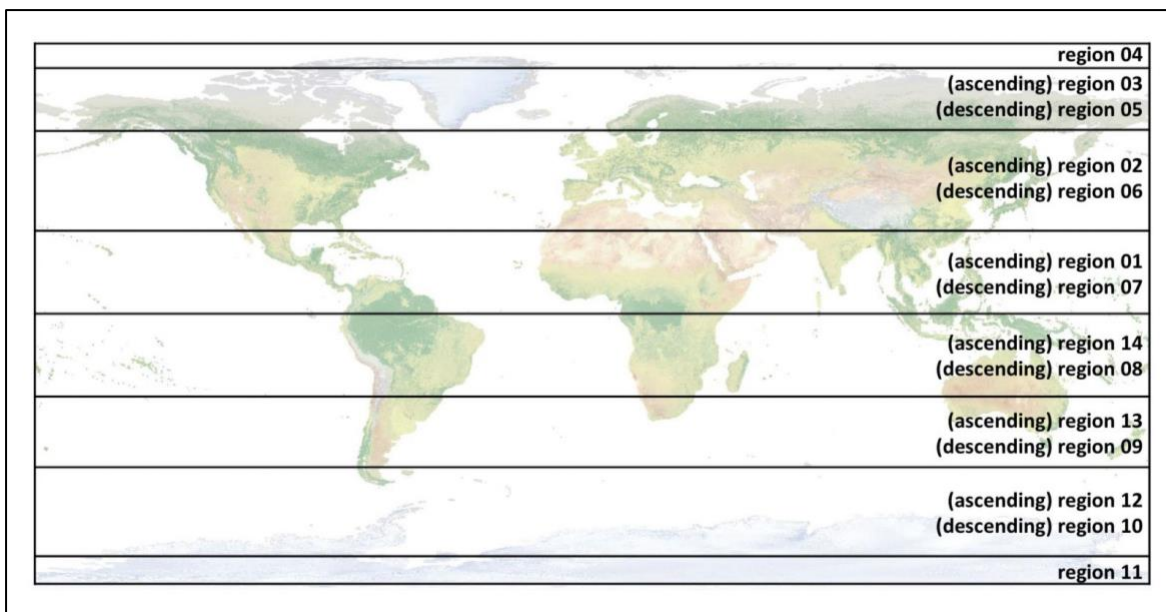 region 04
(ascending) region 03
(descending) region 05
(ascending) region 02
(descending) region 06
(ascending) region 01
(descending) region 07
(ascending) region 14
(descending) region 08
(ascending) region 13
(descending) region 09
(ascending) region 12
(descending) region 10
region 11